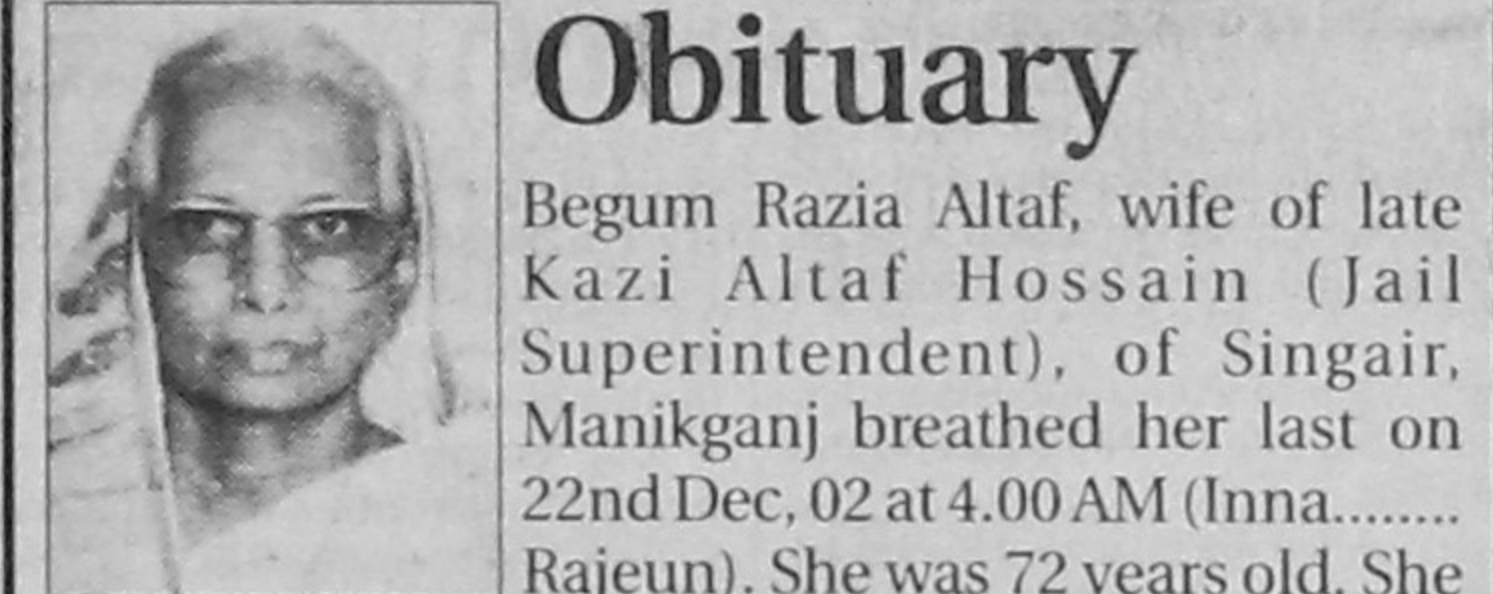 Obituary
Begum Razia Altaf, wife of late
Kazi Altaf Hossain (Jail
Superintendent), of Singair,
Manikganj breathed her last on
22nd Dec, 02 at 4.00 AM (Inna........
Rajeun). She was 72 years old. She